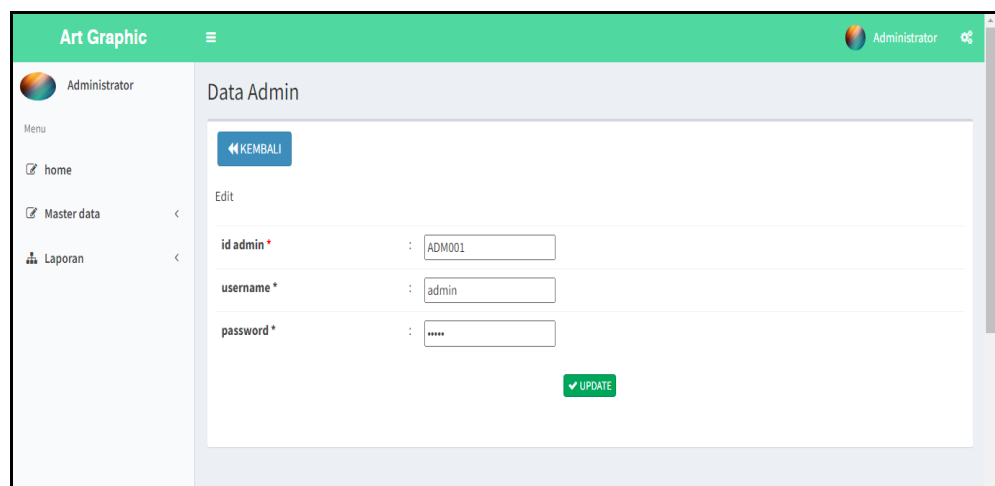 Art Graphic
Administrator
Administrator
Menu
home
Master data
Laporan
Data Admin
KEMBALI
Edit
id admin * : ADM001
username * : admin
password * : •••••
UPDATE